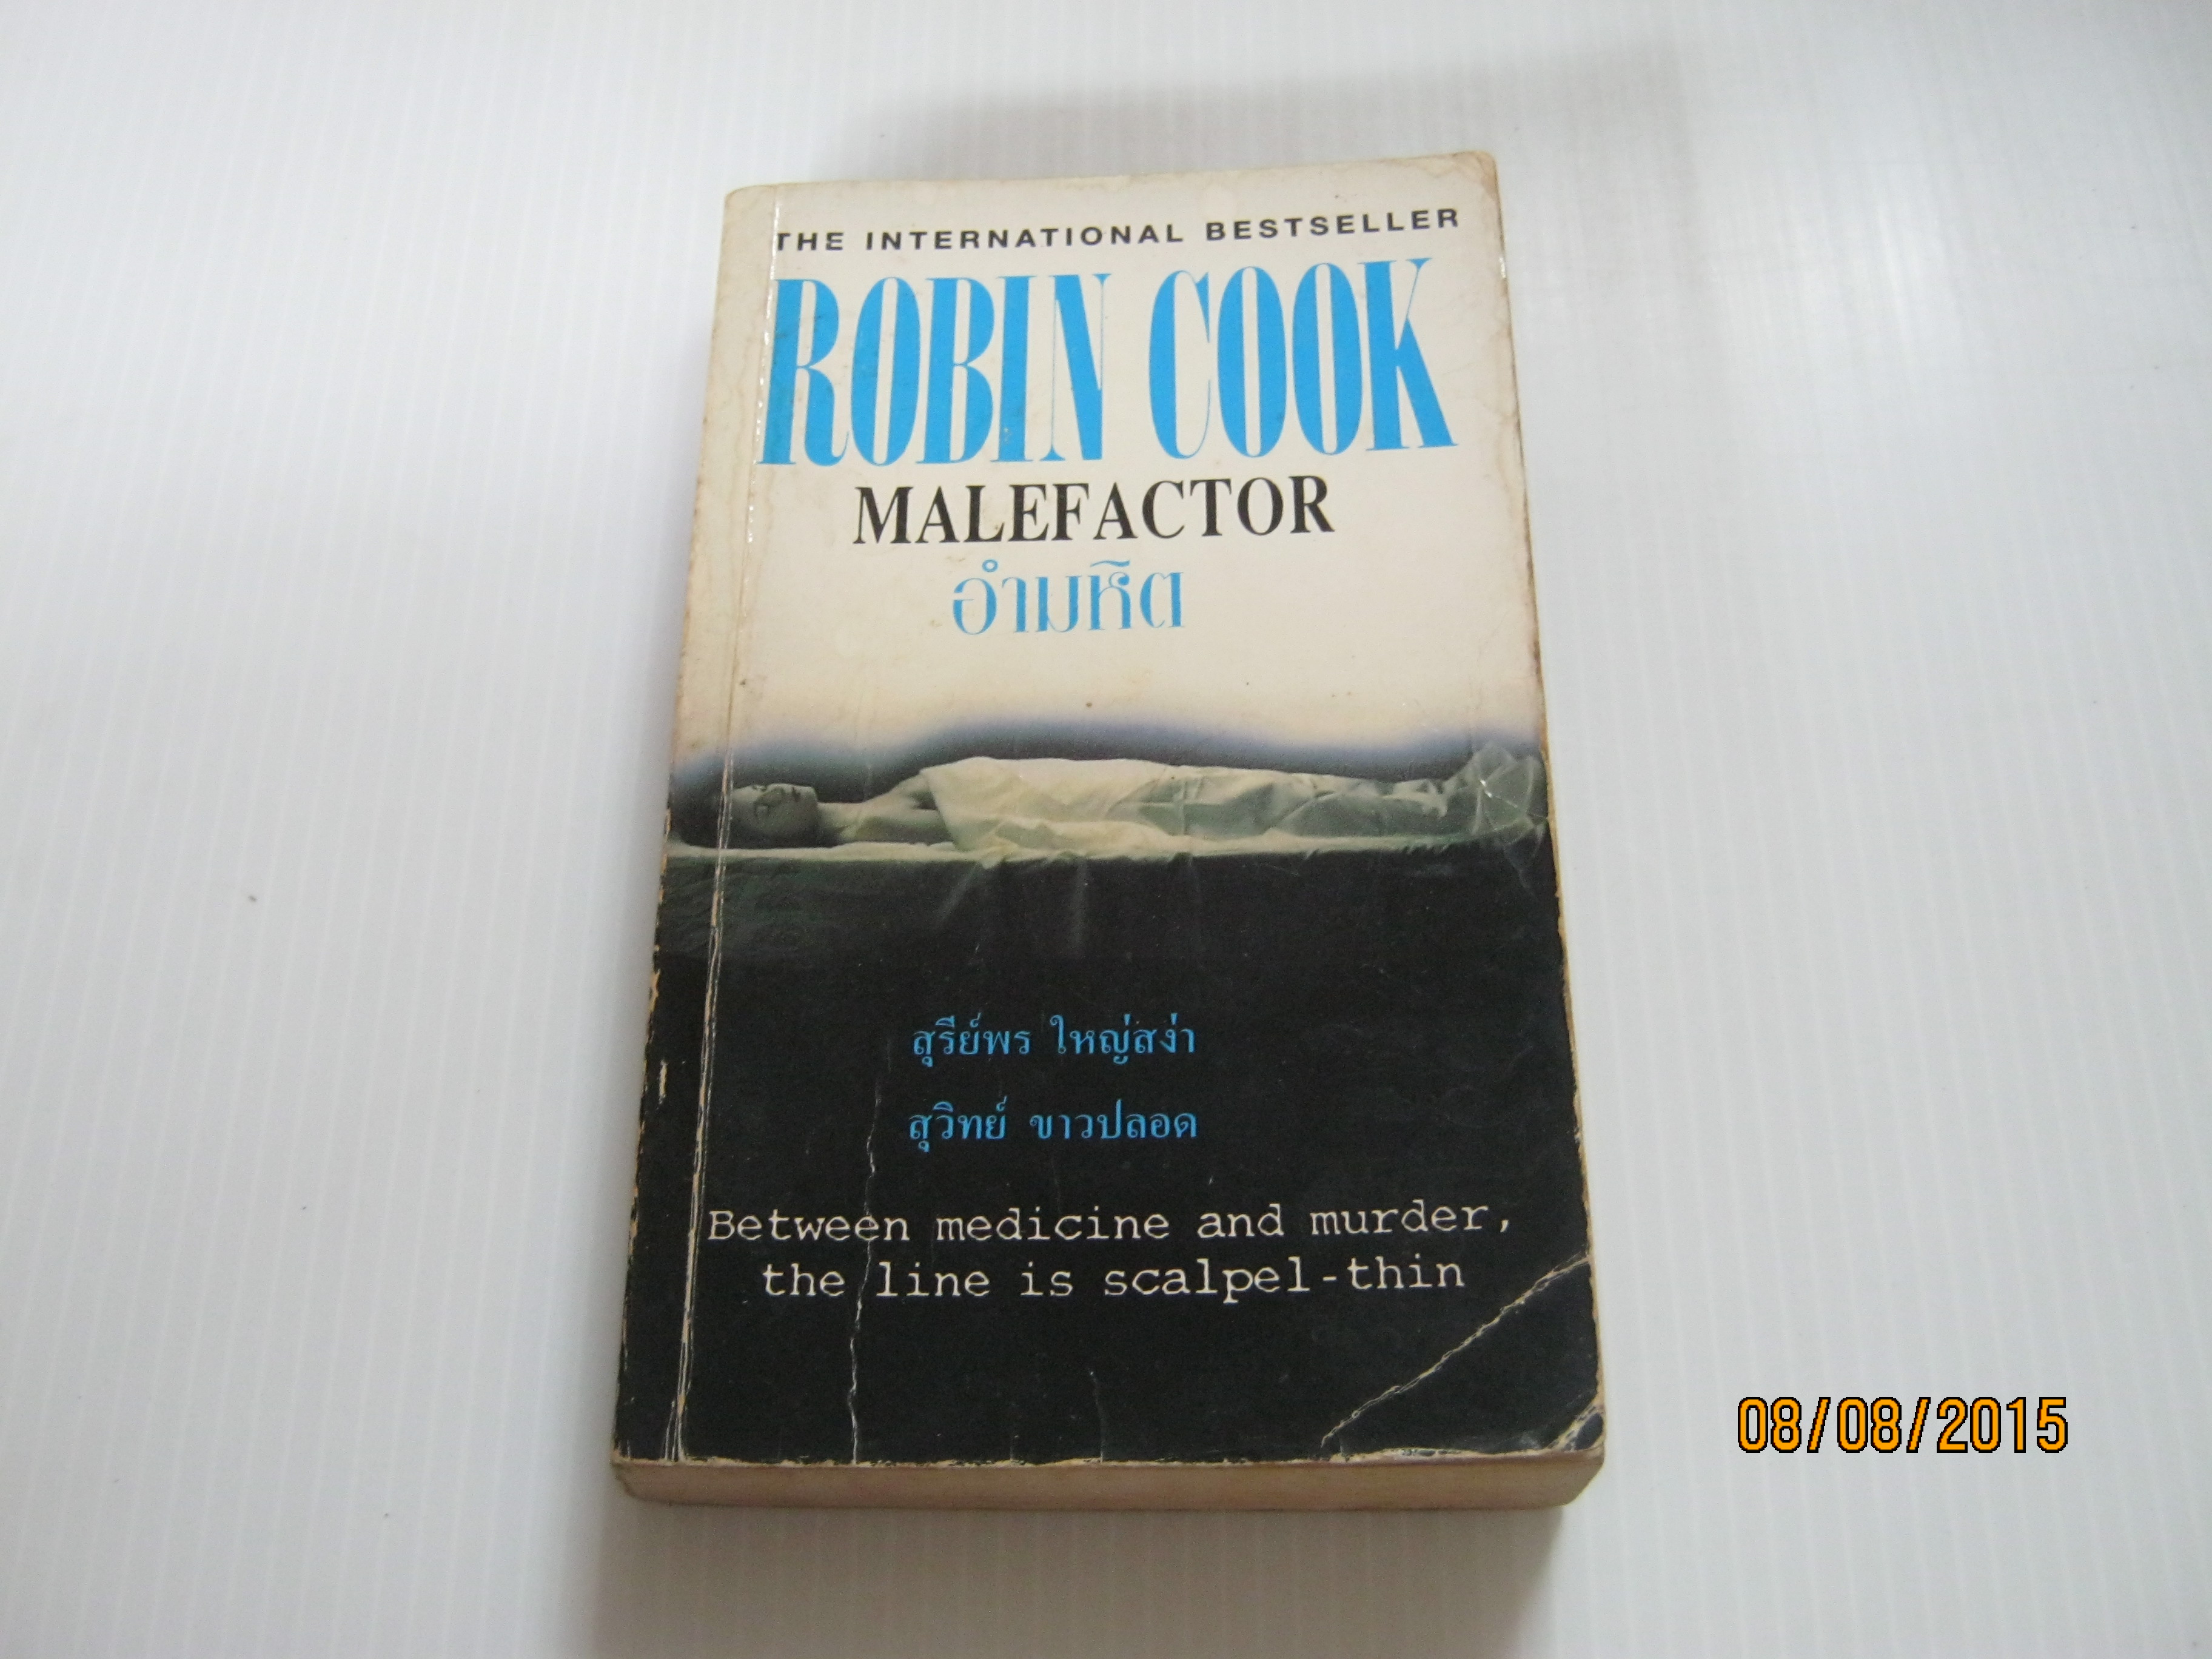 THE INTERNATIONAL BESTSELLER
ROBIN COOK
MALEFACTOR
อำมหิต
สุรีย์พร ใหญ่สง่า
สุวิทย์ ขาวปลอด
Between medicine and murder,
the line is scalpel-thin
08/08/2015